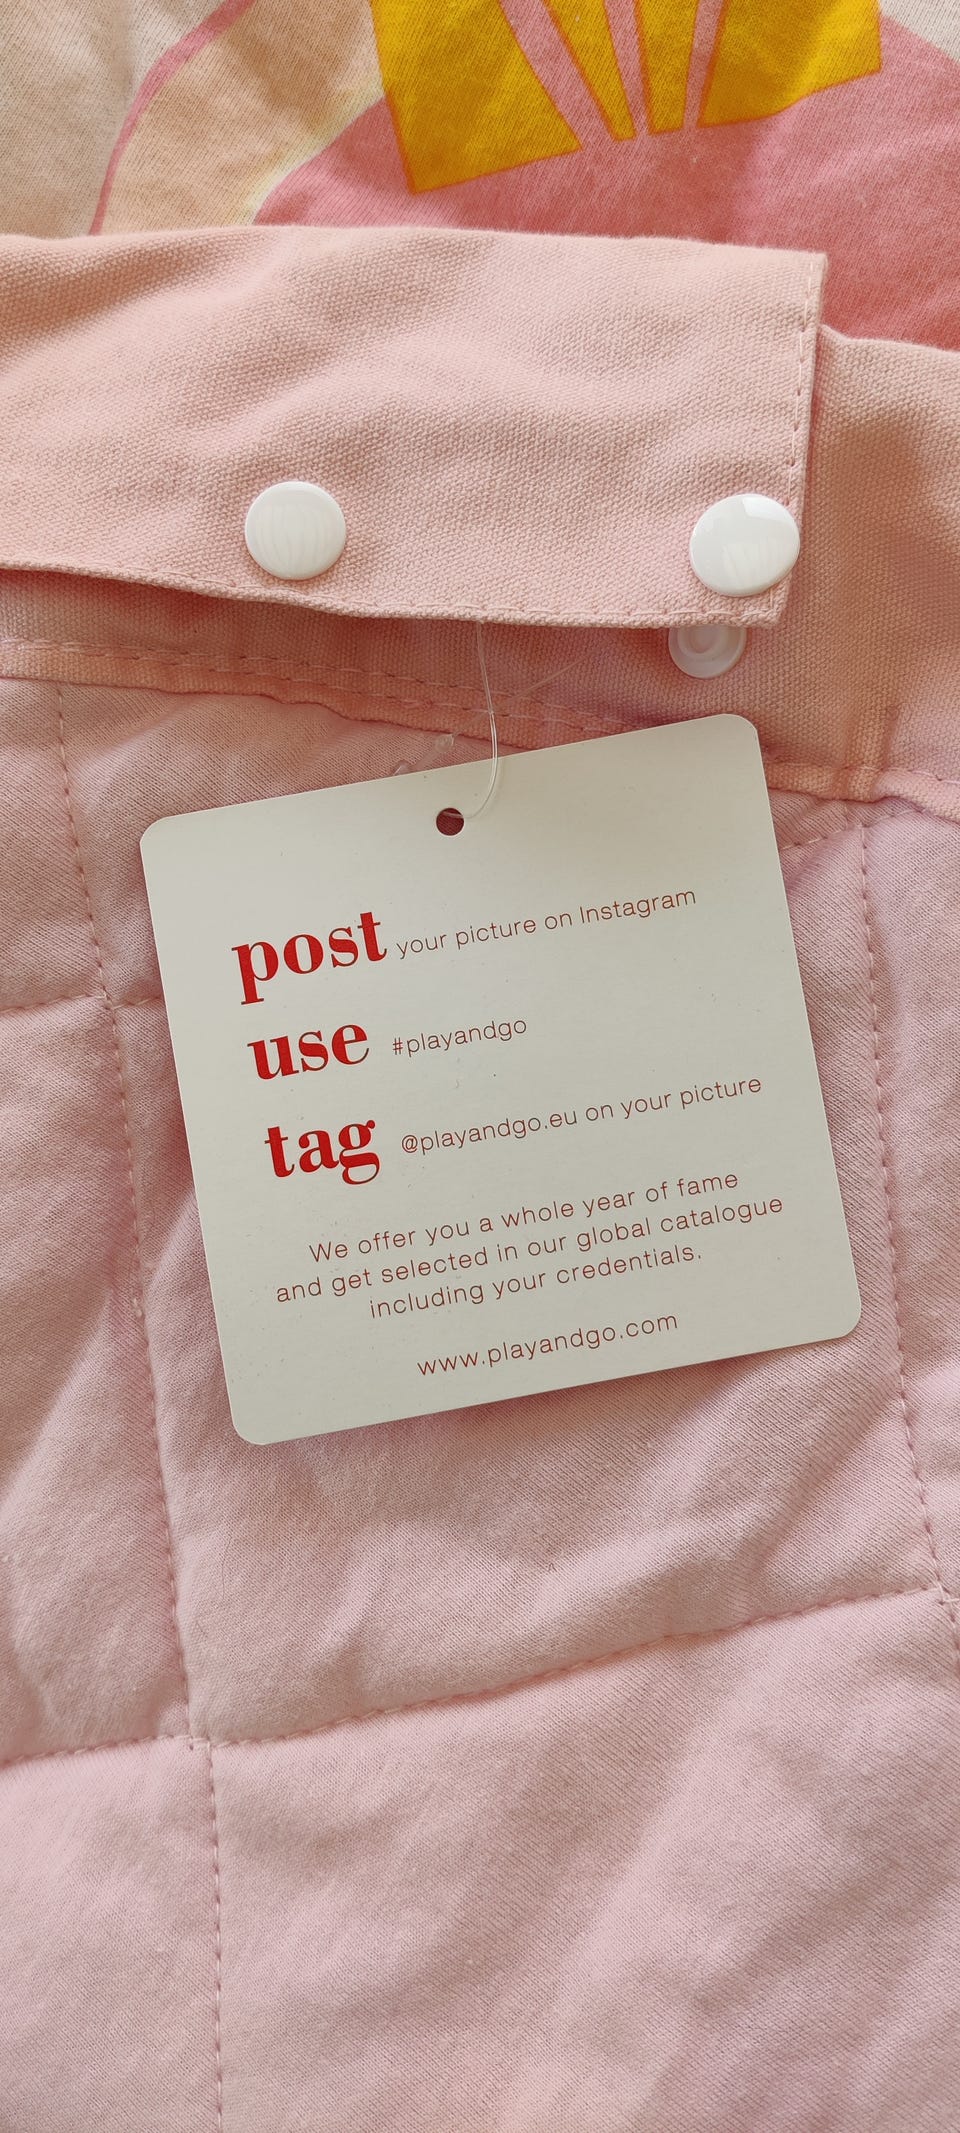 post your picture on Instagram
use #playandgo
tag @playandgo.eu on your picture
We offer you a whole year of fame
and get selected in our global catalogue
including your credentials.
www.playandgo.com